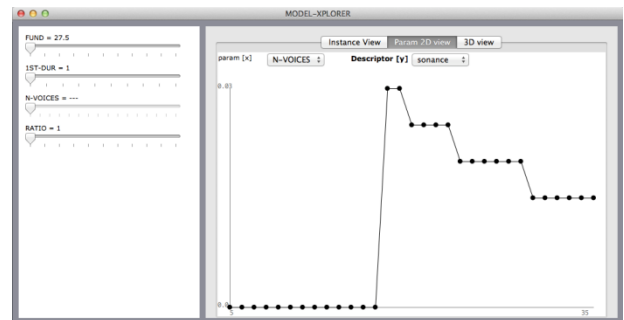 MODEL-XPLORER
FUND = 27.5
1ST-DUR = 1
N-VOICES = ---
RATIO = 1
Instance View Param 2D view 3D view
param [x] N-VOICES Descriptor [y] sonance
0.03
0.0
5 35